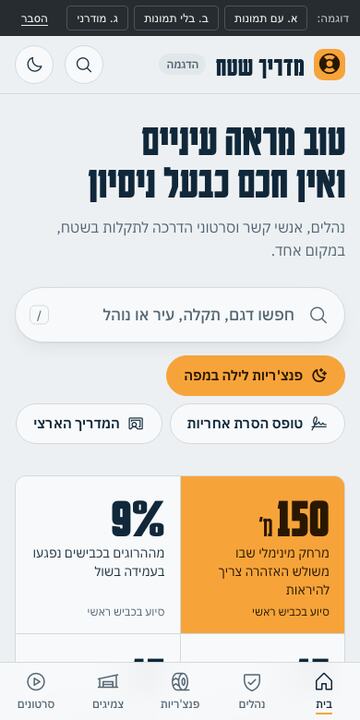 דוגמה:
א. עם תמונות
ב. בלי תמונות
ג. מודרני
הסבר
מדריך שטח
הדגמה
טוב מראה עיניים
ואין חכם כבעל ניסיון
נהלים, אנשי קשר וסרטוני הדרכה לתקלות בשטח,
במקום אחד.
חפשו דגם, תקלה, עיר או נוהל
/
פנצ'ריות לילה במפה
טופס הסרת אחריות
המדריך הארצי
150 מ׳
מרחק מינימלי שבו
משולש האזהרה צריך
להיראות
סיוע בכביש ראשי
9%
מההרוגים בכבישים נפגעו
בעמידה בשול
סיוע בכביש ראשי
בית
נהלים
פנצ'ריות
צמיגים
סרטונים